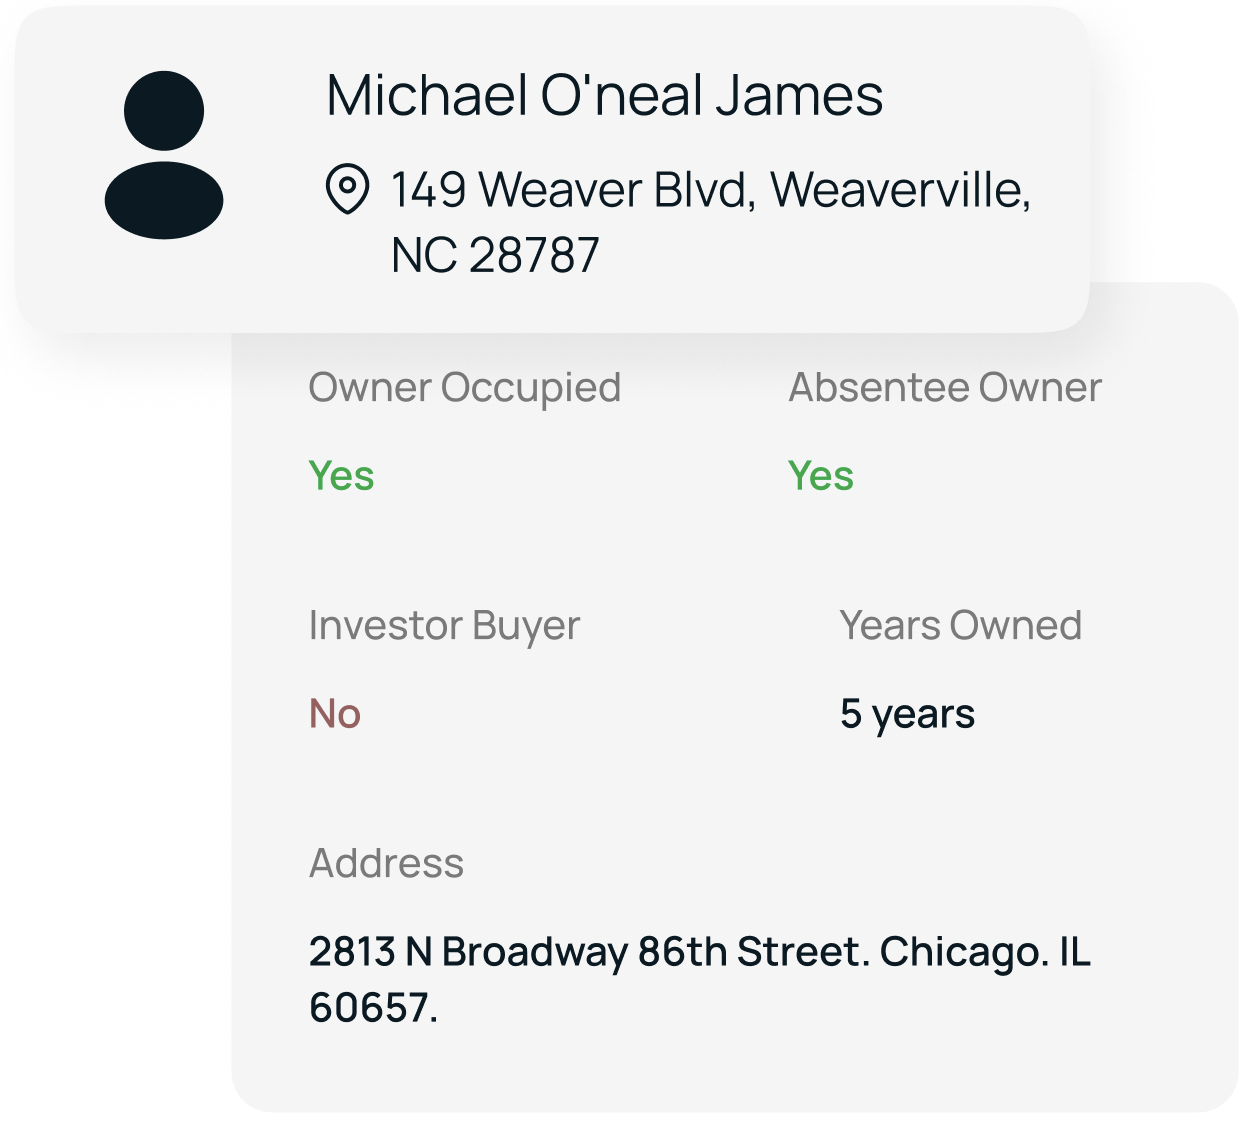 Michael O'neal James
149 Weaver Blvd, Weaverville,
NC 28787
Owner Occupied
Absentee Owner
Yes
Yes
Investor Buyer
Years Owned
No
5 years
Address
2813 N Broadway 86th Street. Chicago. IL
60657.